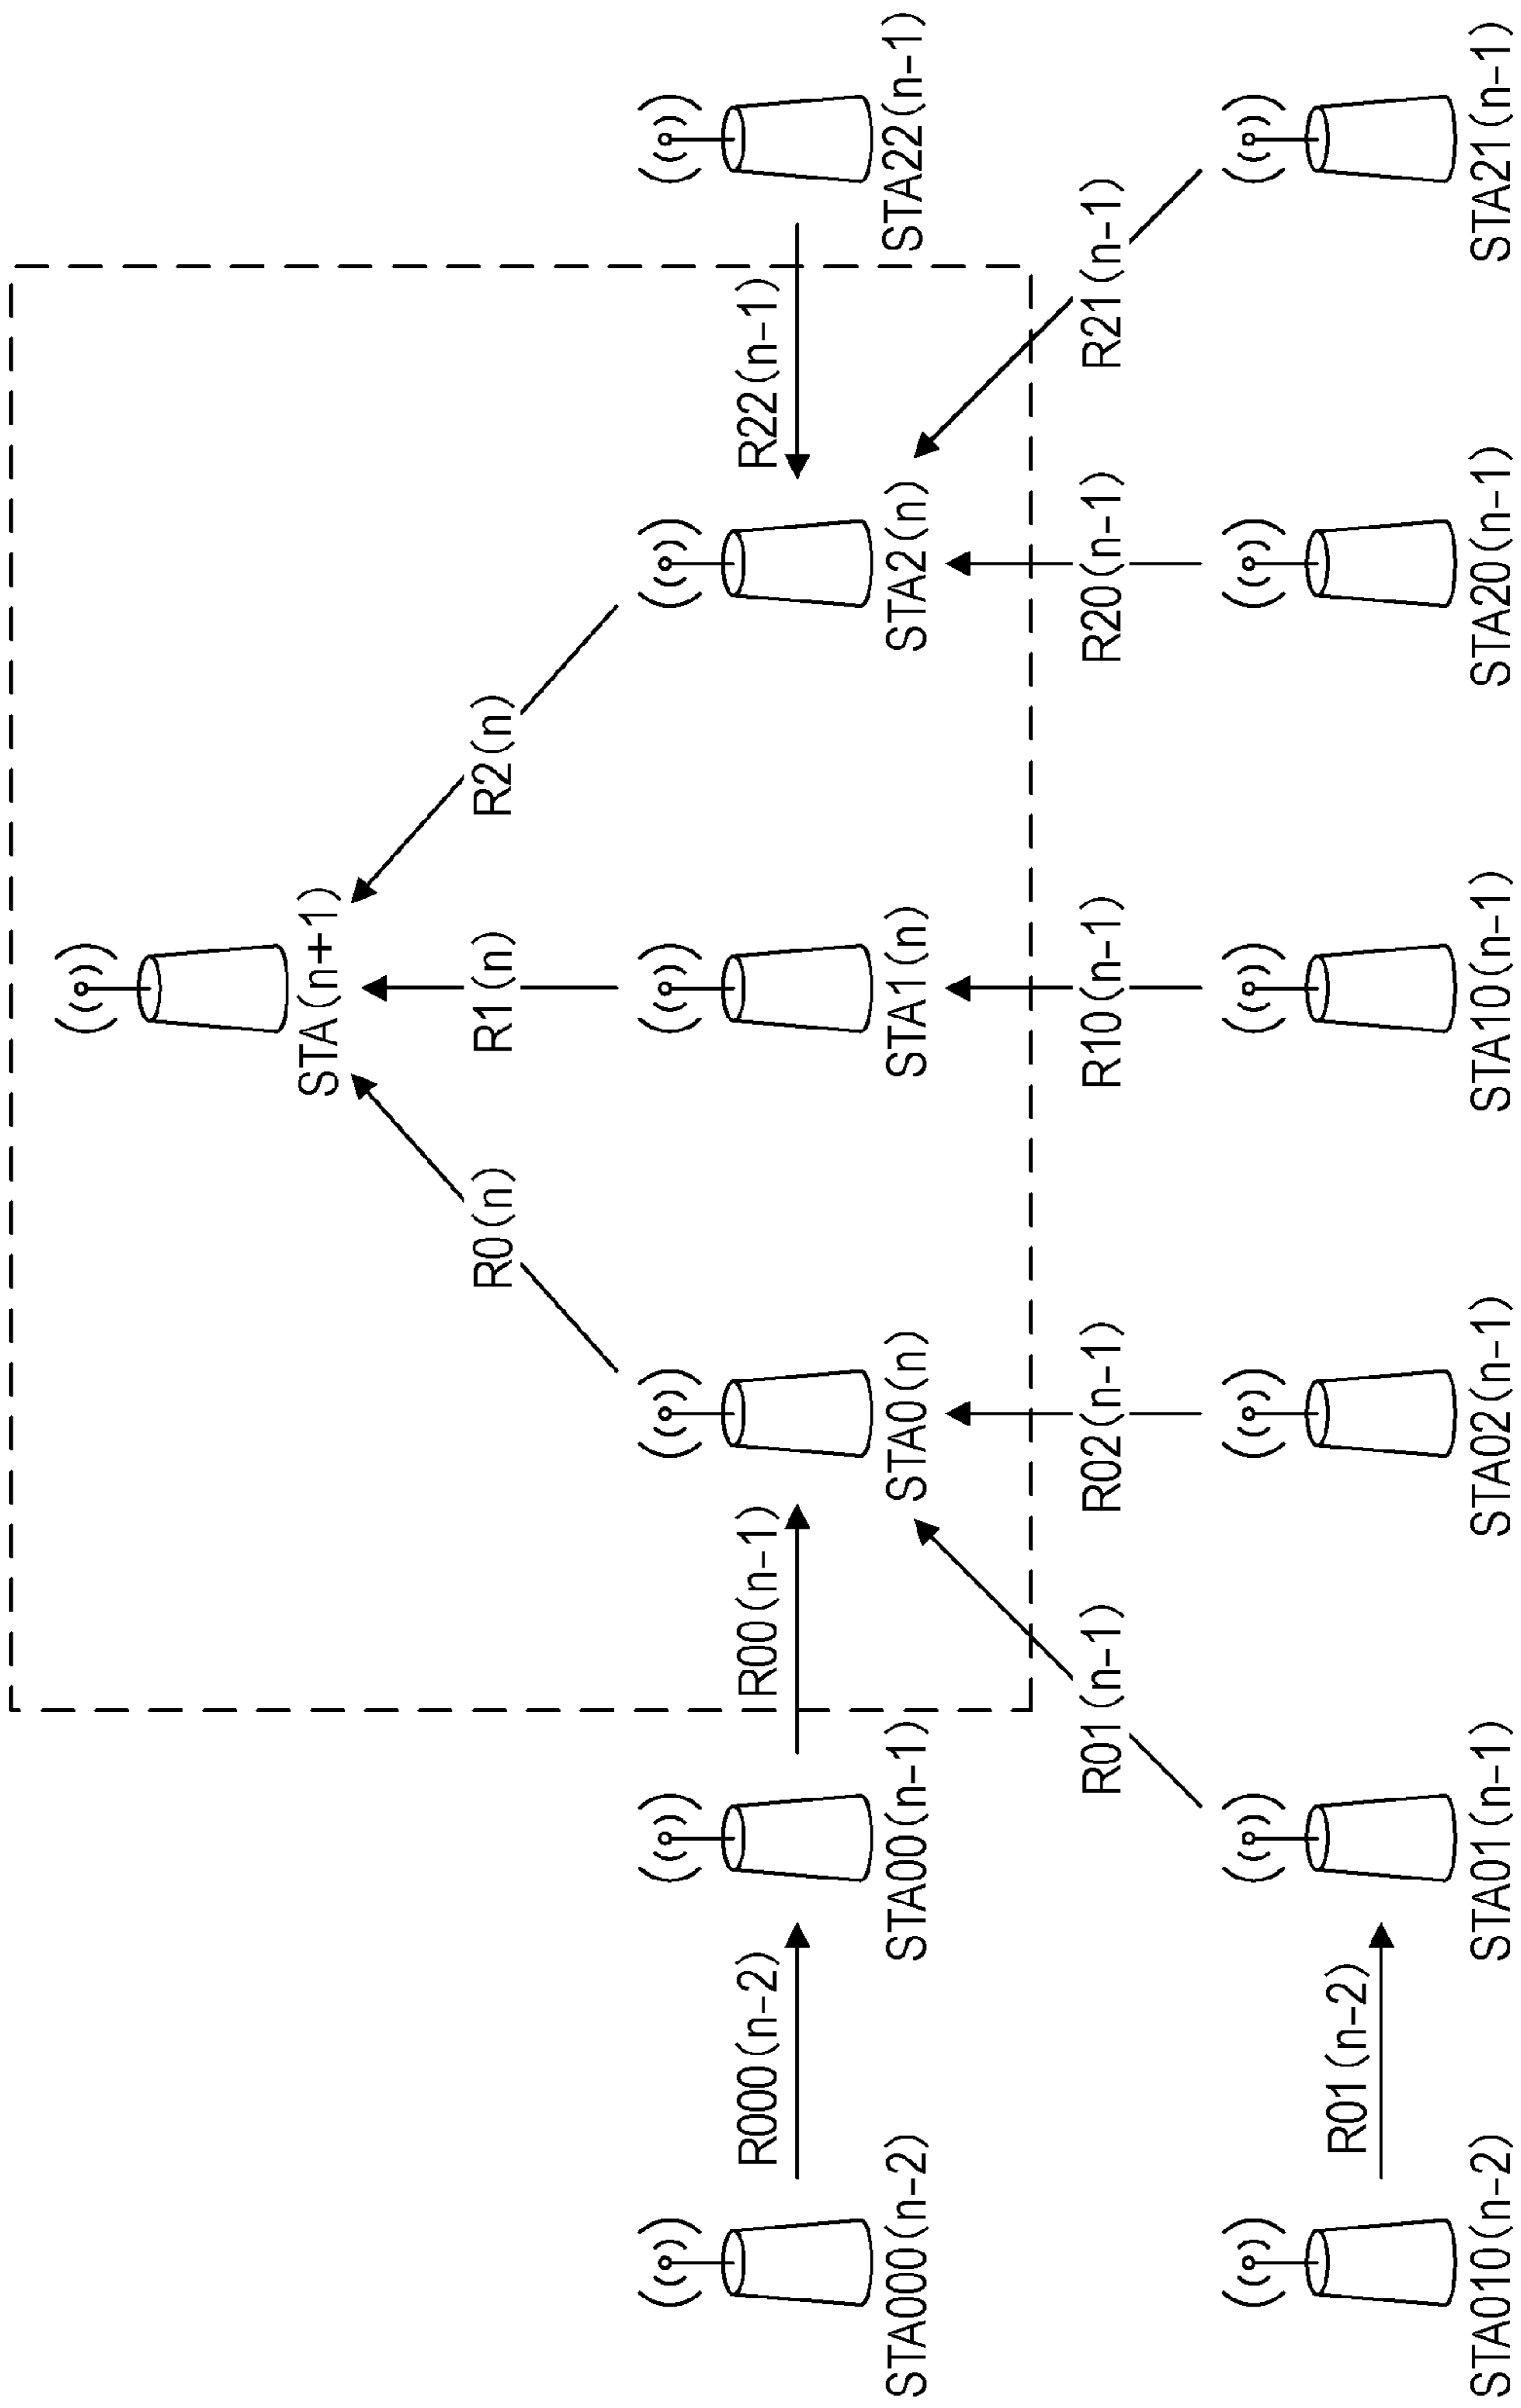 STA(n+1)
R0(n)
R1(n)
R2(n)
R000(n-2)
R00(n-1)
R22(n-1)
STA000(n-2)
STA00(n-1)
STA0(n)
STA1(n)
STA2(n)
STA22(n-1)
R01(n-1)
R02(n-1)
R10(n-1)
R20(n-1)
R21(n-1)
R01(n-2)
STA010(n-2)
STA01(n-1)
STA02(n-1)
STA10(n-1)
STA20(n-1)
STA21(n-1)